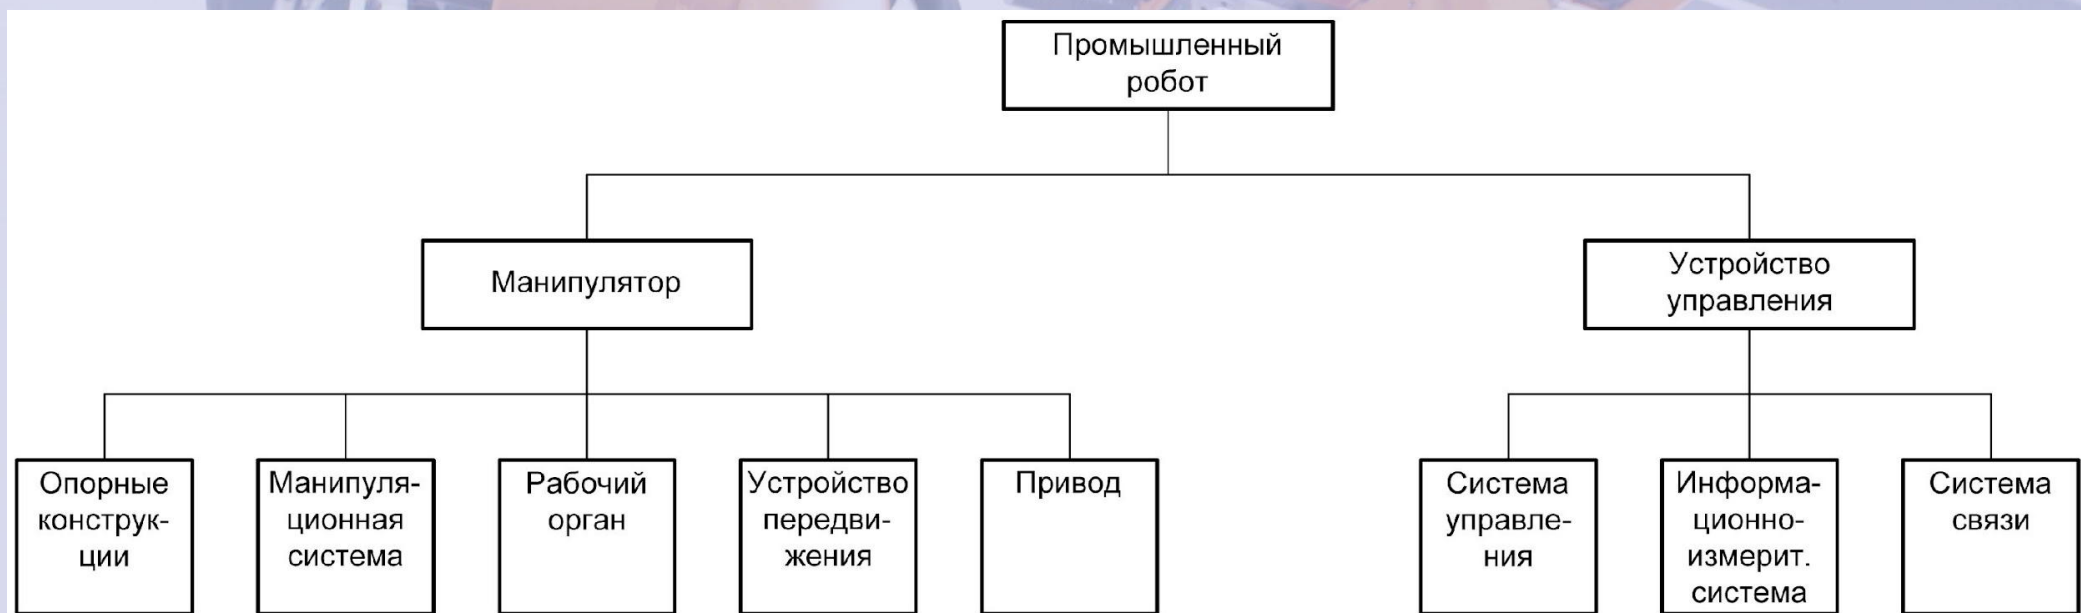 Промышленный
робот
Манипулятор
Устройство
управления
Опорные
конструк-
ции
Манипуля-
ционная
система
Рабочий
орган
Устройство
передви-
жения
Привод
Система
управле-
ния
Информа-
ционно-
измерит.
система
Система
связи